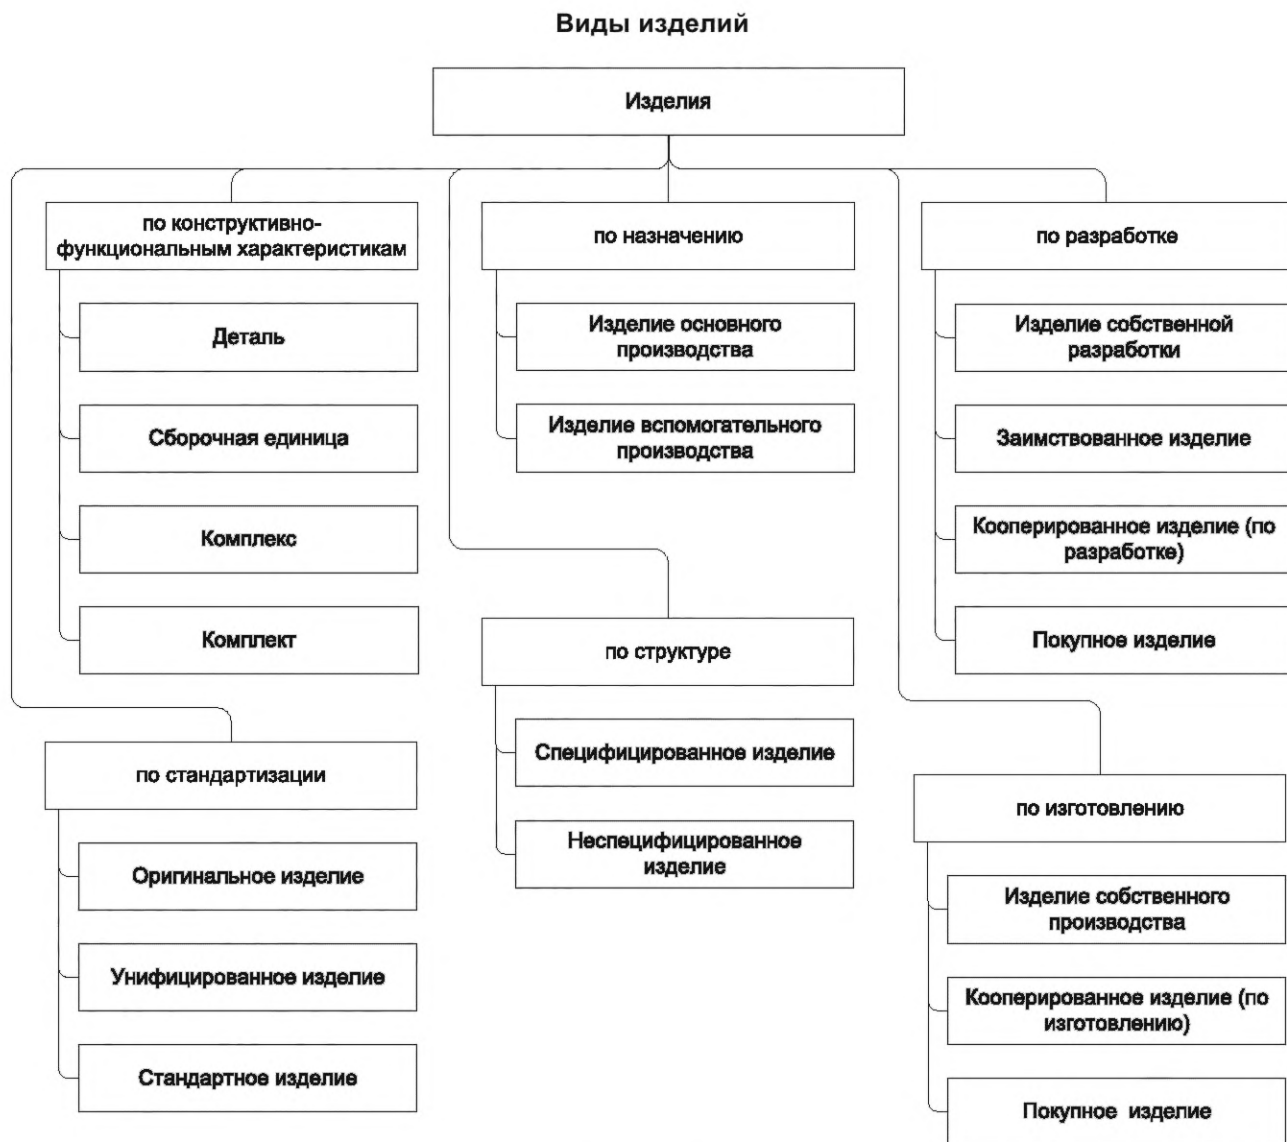 Виды изделий
Изделия
по конструктивно-
функциональным характеристикам
Деталь
Сборочная единица
Комплекс
Комплект
по назначению
Изделие основного
производства
Изделие вспомогательного
производства
по разработке
Изделие собственной
разработки
Заимствованное изделие
Кооперированное изделие (по
разработке)
Покупное изделие
по стандартизации
Оригинальное изделие
Унифицированное изделие
Стандартное изделие
по структуре
Специфицированное изделие
Неспецифицированное
изделие
по изготовлению
Изделие собственного
производства
Кооперированное изделие (по
изготовлению)
Покупное изделие